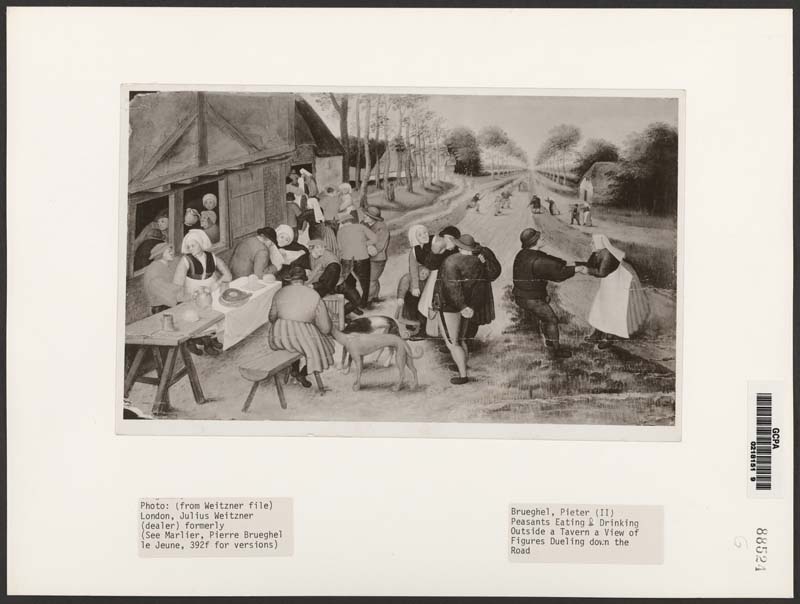 Photo: (from Weitzner file)
London, Julius Weitzner
(dealer) formerly
(See Marlier, Pierre Brueghel
le Jeune, 392f for versions)
Brueghel, Pieter (II)
Peasants Eating & Drinking
Outside a Tavern a View of
Figures Dueling down the
Road
GCPA
0218151 9
88524
G